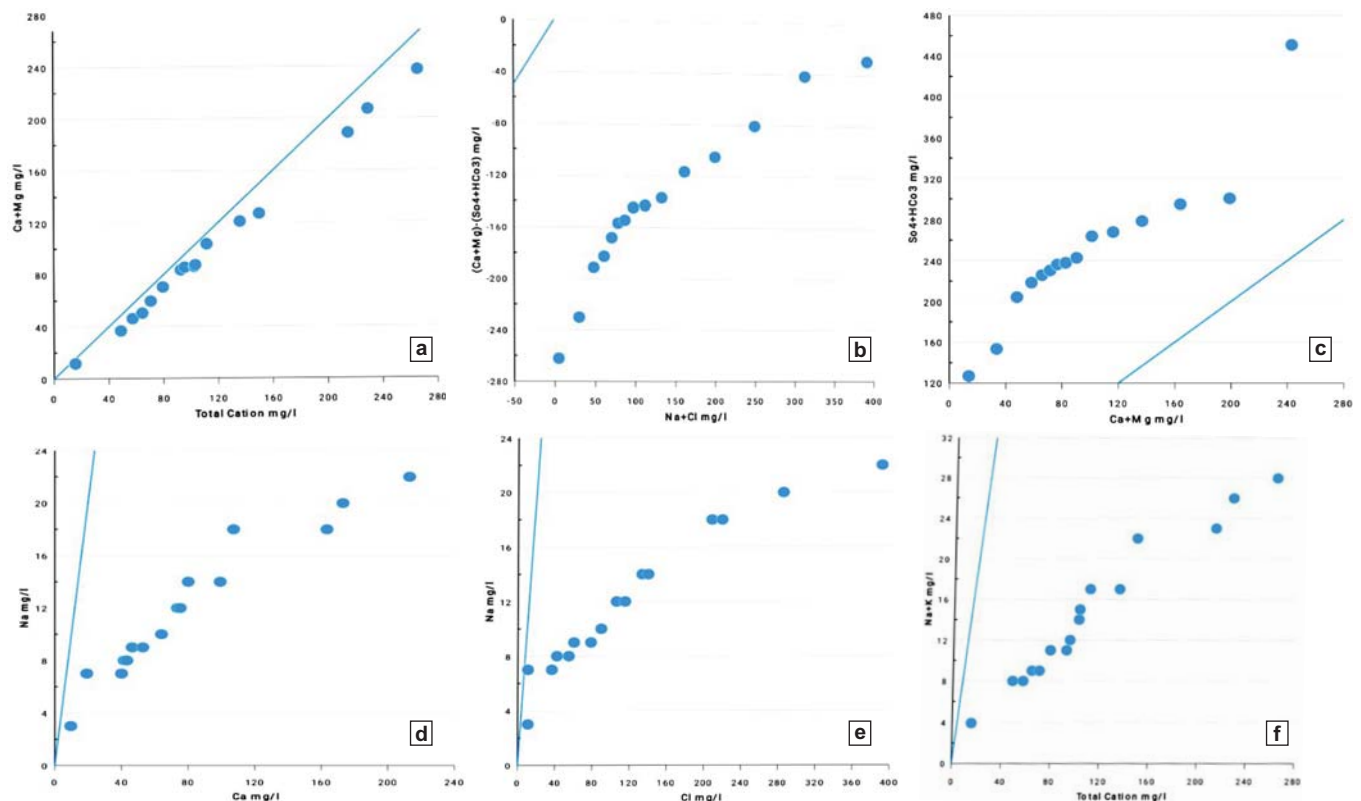 280
240
200
160
120
80
40
0
Ca+Mg mg/l
0 40 80 120 160 200 240 280
Total Cation mg/l
a
0
-40
-80
-120
-160
-200
-240
-280
(Ca+Mg)-(So4+HCo3) mg/l
-50 0 50 100 150 200 250 300 350 400
Na+Cl mg/l
b
480
440
400
360
320
280
240
200
160
120
So4+HCo3 mg/l
0 40 80 120 160 200 240 280
Ca+Mg mg/l
c
24
20
16
12
8
4
0
Na mg/l
0 40 80 120 160 200 240
Ca mg/l
d
24
20
16
12
8
4
0
Na mg/l
0 40 80 120 160 200 240 280 320 360 400
Cl mg/l
e
32
28
24
20
16
12
8
4
0
Na+K mg/l
0 40 80 120 160 200 240 280
Total Cation mg/l
f